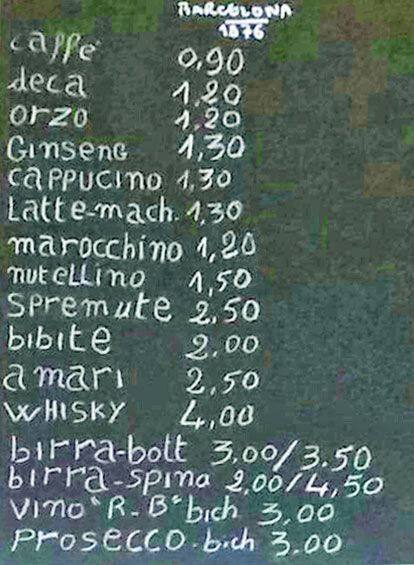 BARCELONA
1876
caffe 0,90
deca 1,20
orzo 1,20
Ginseng 1,30
cappucino 1,30
Latte-mach. 1,30
marocchino 1,20
nutellino 1,50
spremute 2,50
bibite 2.00
amari 2,50
WHISKY 4,00
birra-bott 3,00/3.50
birra-spina 2,00/4,50
vino "R-B" bich 3,00
prosecco-bich 3.00